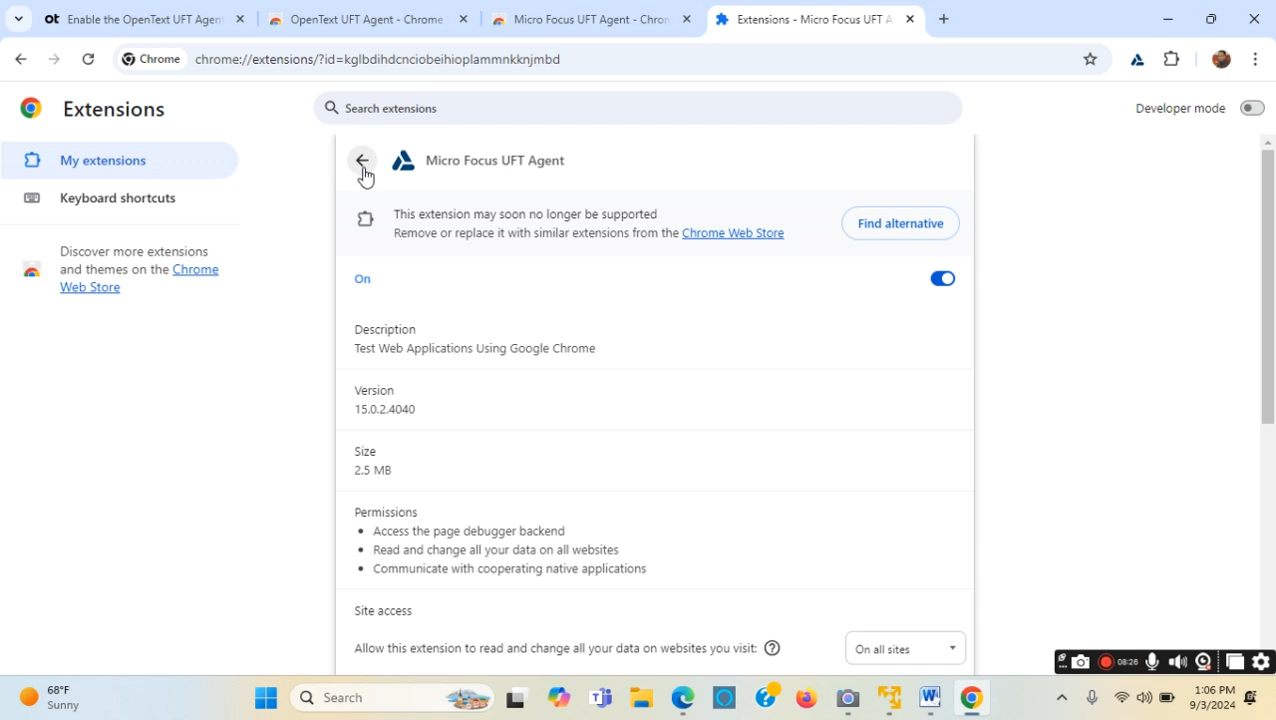 Enable the OpenText UFT Agen
OpenText UFT Agent - Chrome
Micro Focus UFT Agent - Chron
Extensions - Micro Focus UFT A
Chrome
chrome://extensions/?id=kglbdihdcnciobeihioplammnkknjmbd
Extensions
Search extensions
Developer mode
My extensions
Keyboard shortcuts
Discover more extensions
and themes on the Chrome
Web Store
Micro Focus UFT Agent
This extension may soon no longer be supported
Remove or replace it with similar extensions from the Chrome Web Store
Find alternative
On
Description
Test Web Applications Using Google Chrome
Version
15.0.2.4040
Size
2.5 MB
Permissions
• Access the page debugger backend
• Read and change all your data on all websites
• Communicate with cooperating native applications
Site access
Allow this extension to read and change all your data on websites you visit:
On all sites
08:26
68°F
Sunny
Search
1:06 PM
9/3/2024